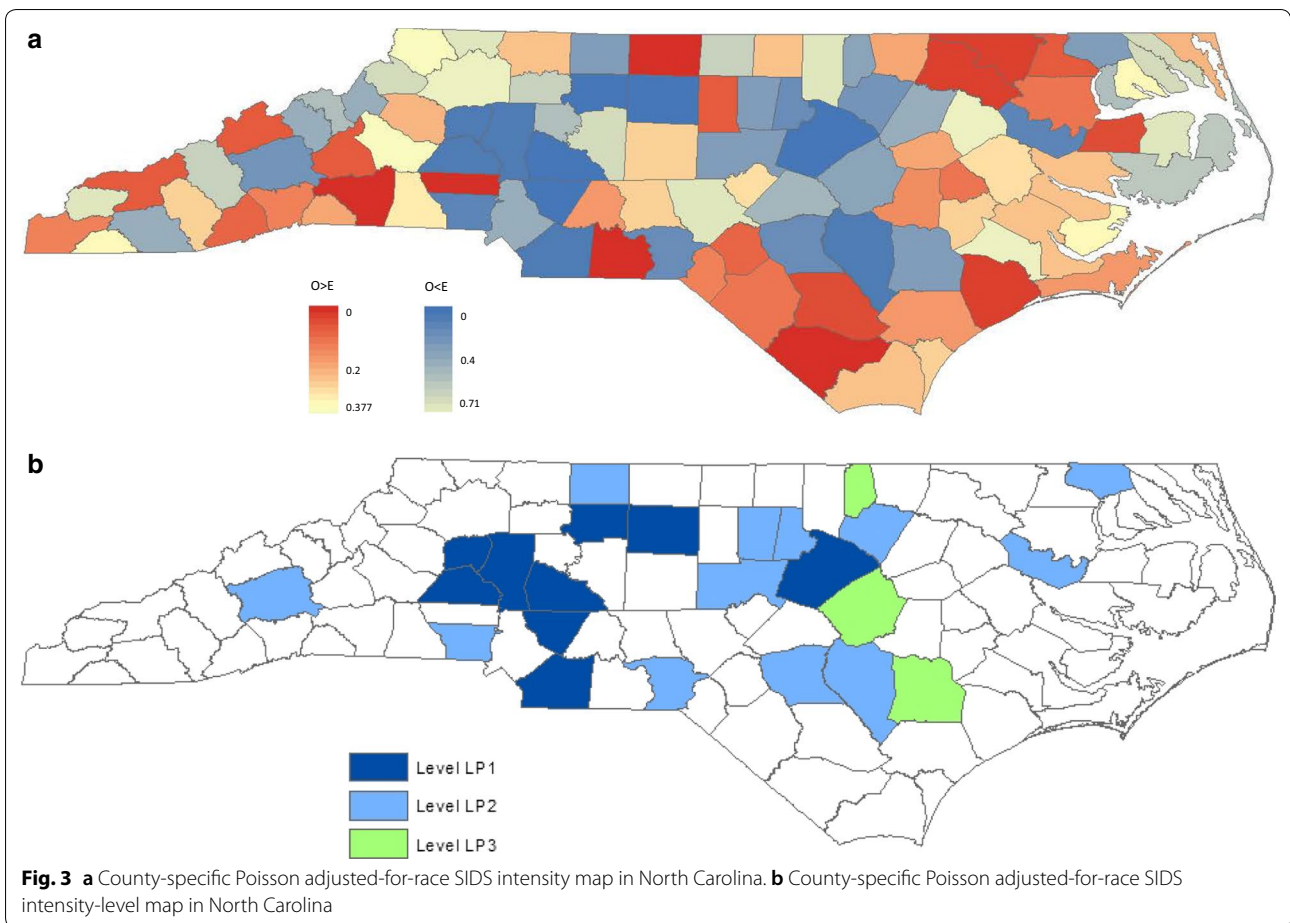 a
O>E
O<E
0
0.2
0.377
0
0.4
0.71
b
Level LP1
Level LP2
Level LP3
Fig. 3 a County-specific Poisson adjusted-for-race SIDS intensity map in North Carolina. b County-specific Poisson adjusted-for-race SIDS
intensity-level map in North Carolina